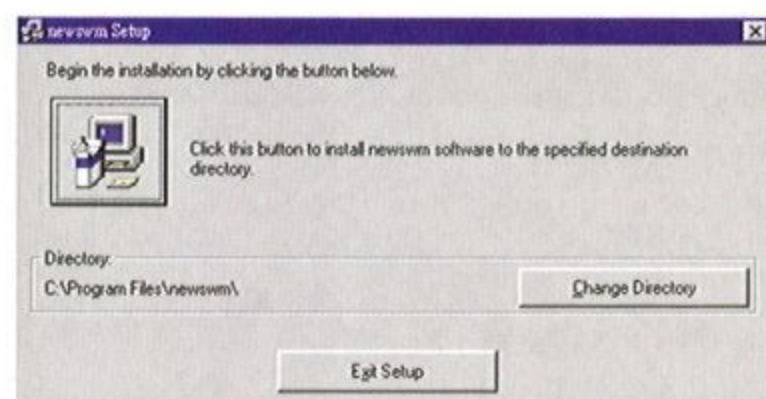 newswm Setup
Begin the installation by clicking the button below.
Click this button to install newswm software to the specified destination
directory.
Directory:
C:\Program Files\newswm\
Change Directory
Exit Setup